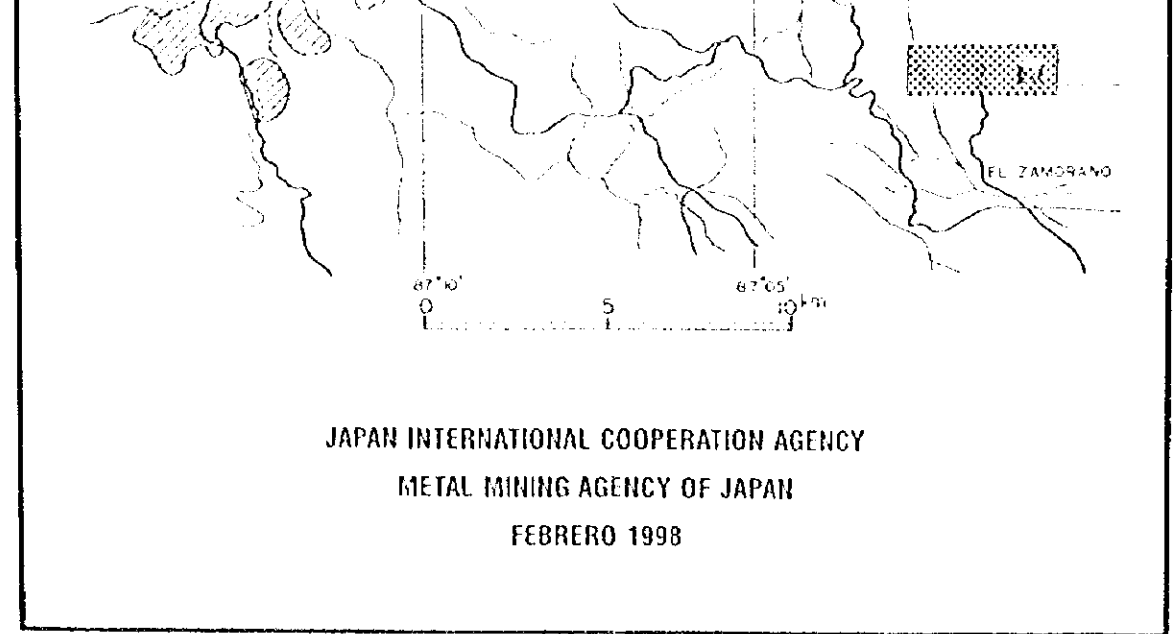 EL ZAMORANO
87°10' 87°05'
0 5 10 km
JAPAN INTERNATIONAL COOPERATION AGENCY
METAL MINING AGENCY OF JAPAN
FEBRERO 1998